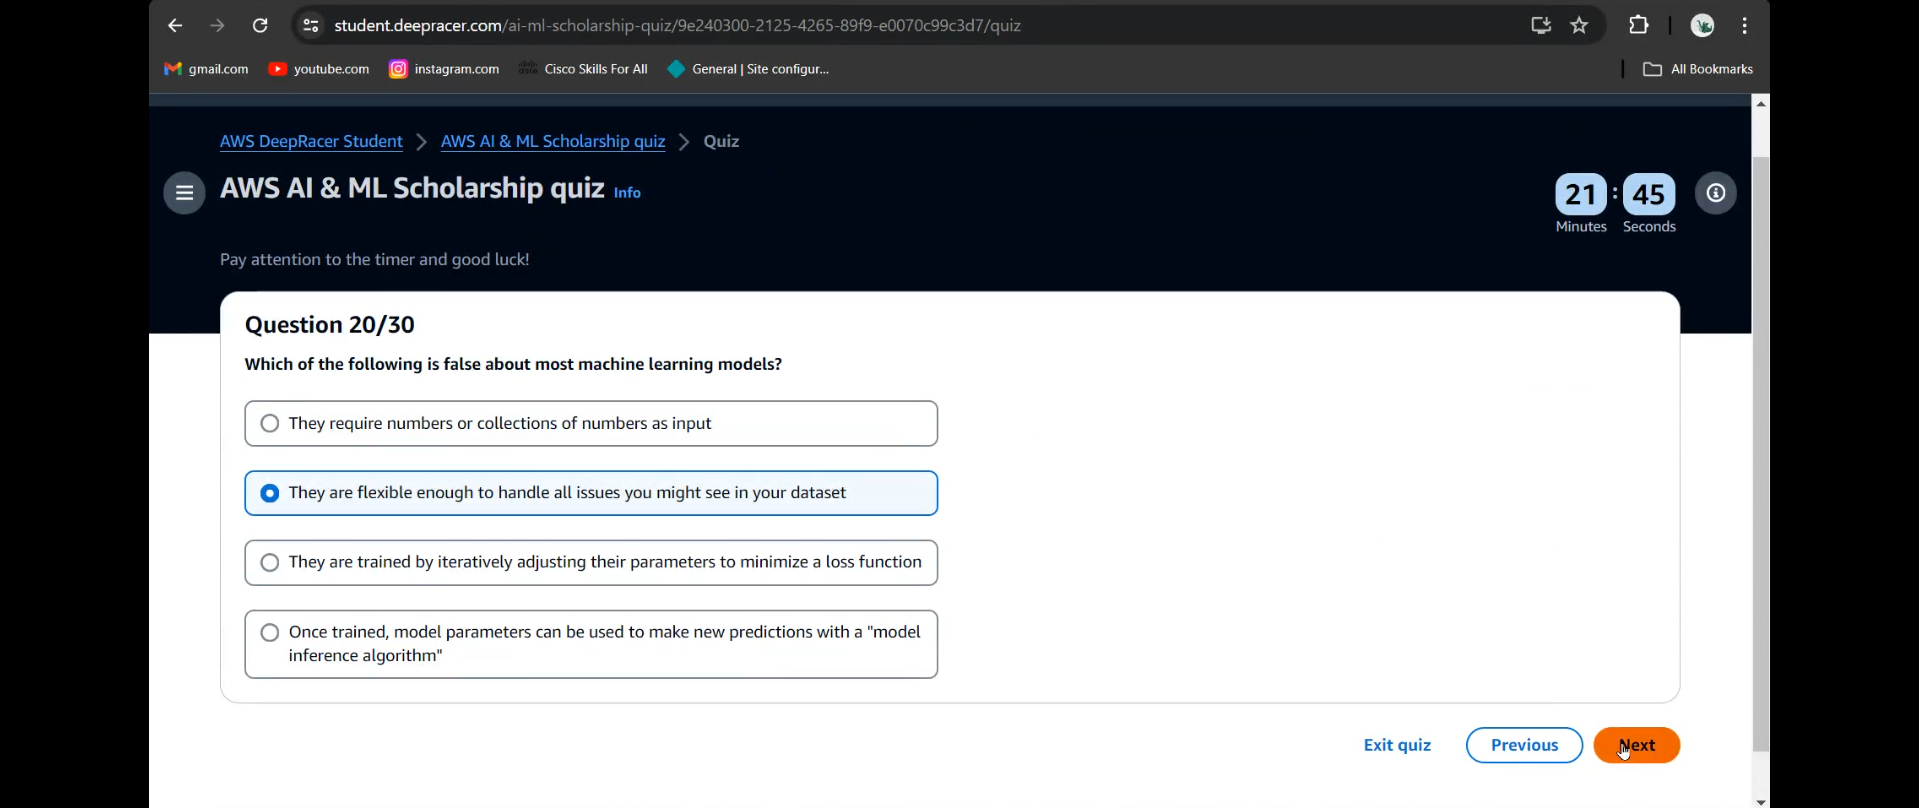 student.deepracer.com/ai-ml-scholarship-quiz/9e240300-2125-4265-89f9-e0070c99c3d7/quiz
gmail.com youtube.com instagram.com Cisco Skills For All General | Site configur... All Bookmarks
AWS DeepRacer Student AWS AI & ML Scholarship quiz Quiz
AWS AI & ML Scholarship quiz Info
21 : 45
Minutes Seconds
Pay attention to the timer and good luck!
Question 20/30
Which of the following is false about most machine learning models?
They require numbers or collections of numbers as input
They are flexible enough to handle all issues you might see in your dataset
They are trained by iteratively adjusting their parameters to minimize a loss function
Once trained, model parameters can be used to make new predictions with a "model
inference algorithm"
Exit quiz Previous Next